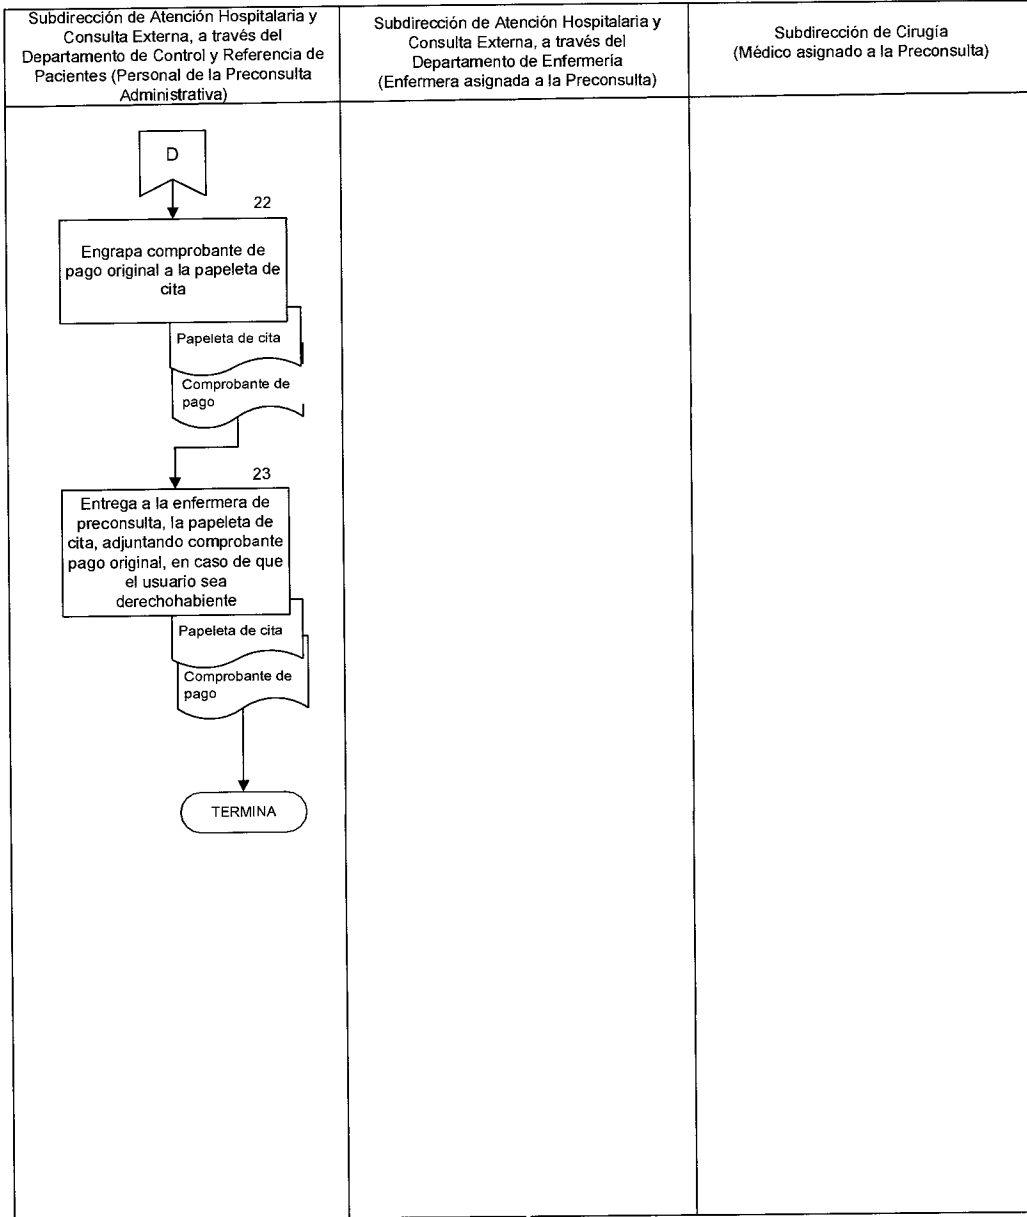 Subdirección de Atención Hospitalaria y
Consulta Externa, a través del
Departamento de Control y Referencia de
Pacientes (Personal de la Preconsulta
Administrativa)
Subdirección de Atención Hospitalaria y
Consulta Externa, a través del
Departamento de Enfermería
(Enfermera asignada a la Preconsulta)
Subdirección de Cirugía
(Médico asignado a la Preconsulta)
D
22
Engrapa comprobante de
pago original a la papeleta de
cita
Papeleta de cita
Comprobante de
pago
23
Entrega a la enfermera de
preconsulta, la papeleta de
cita, adjuntando comprobante
pago original, en caso de que
el usuario sea
derechohabiente
Papeleta de cita
Comprobante de
pago
TERMINA